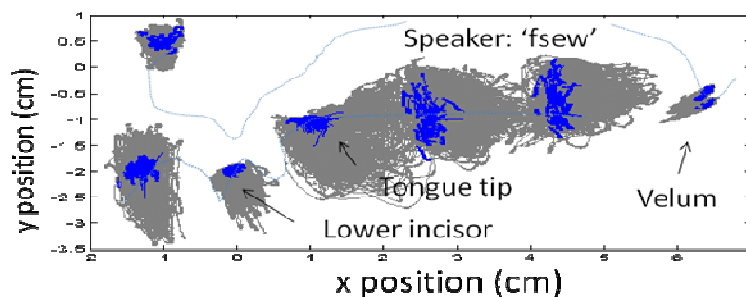 1
0.5
Speaker: 'fsew'
0
-0.5
-1
-1.5
Tongue tip
Velum
-2
Lower incisor
-2.5
-3
-3.5
y position (cm)
2 1 0 1 2 3 4 5 6
x position (cm)